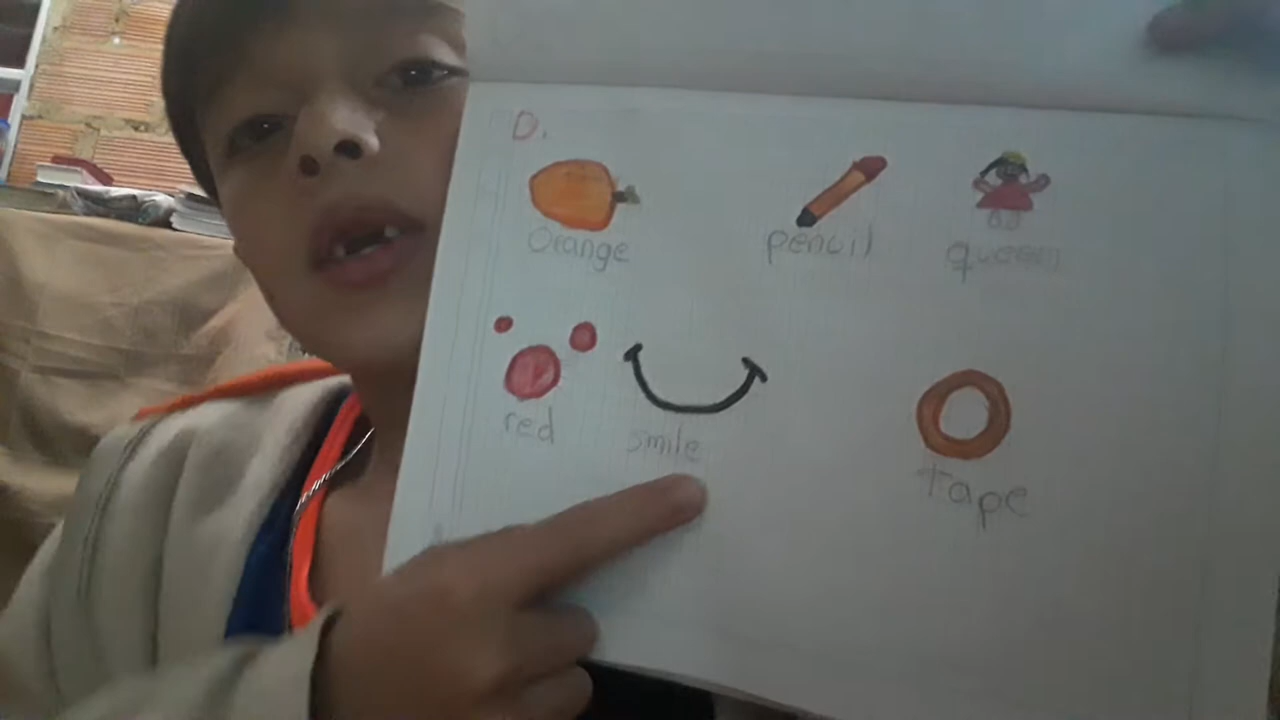 D.
Orange
pencil
queen
red
smile
tape